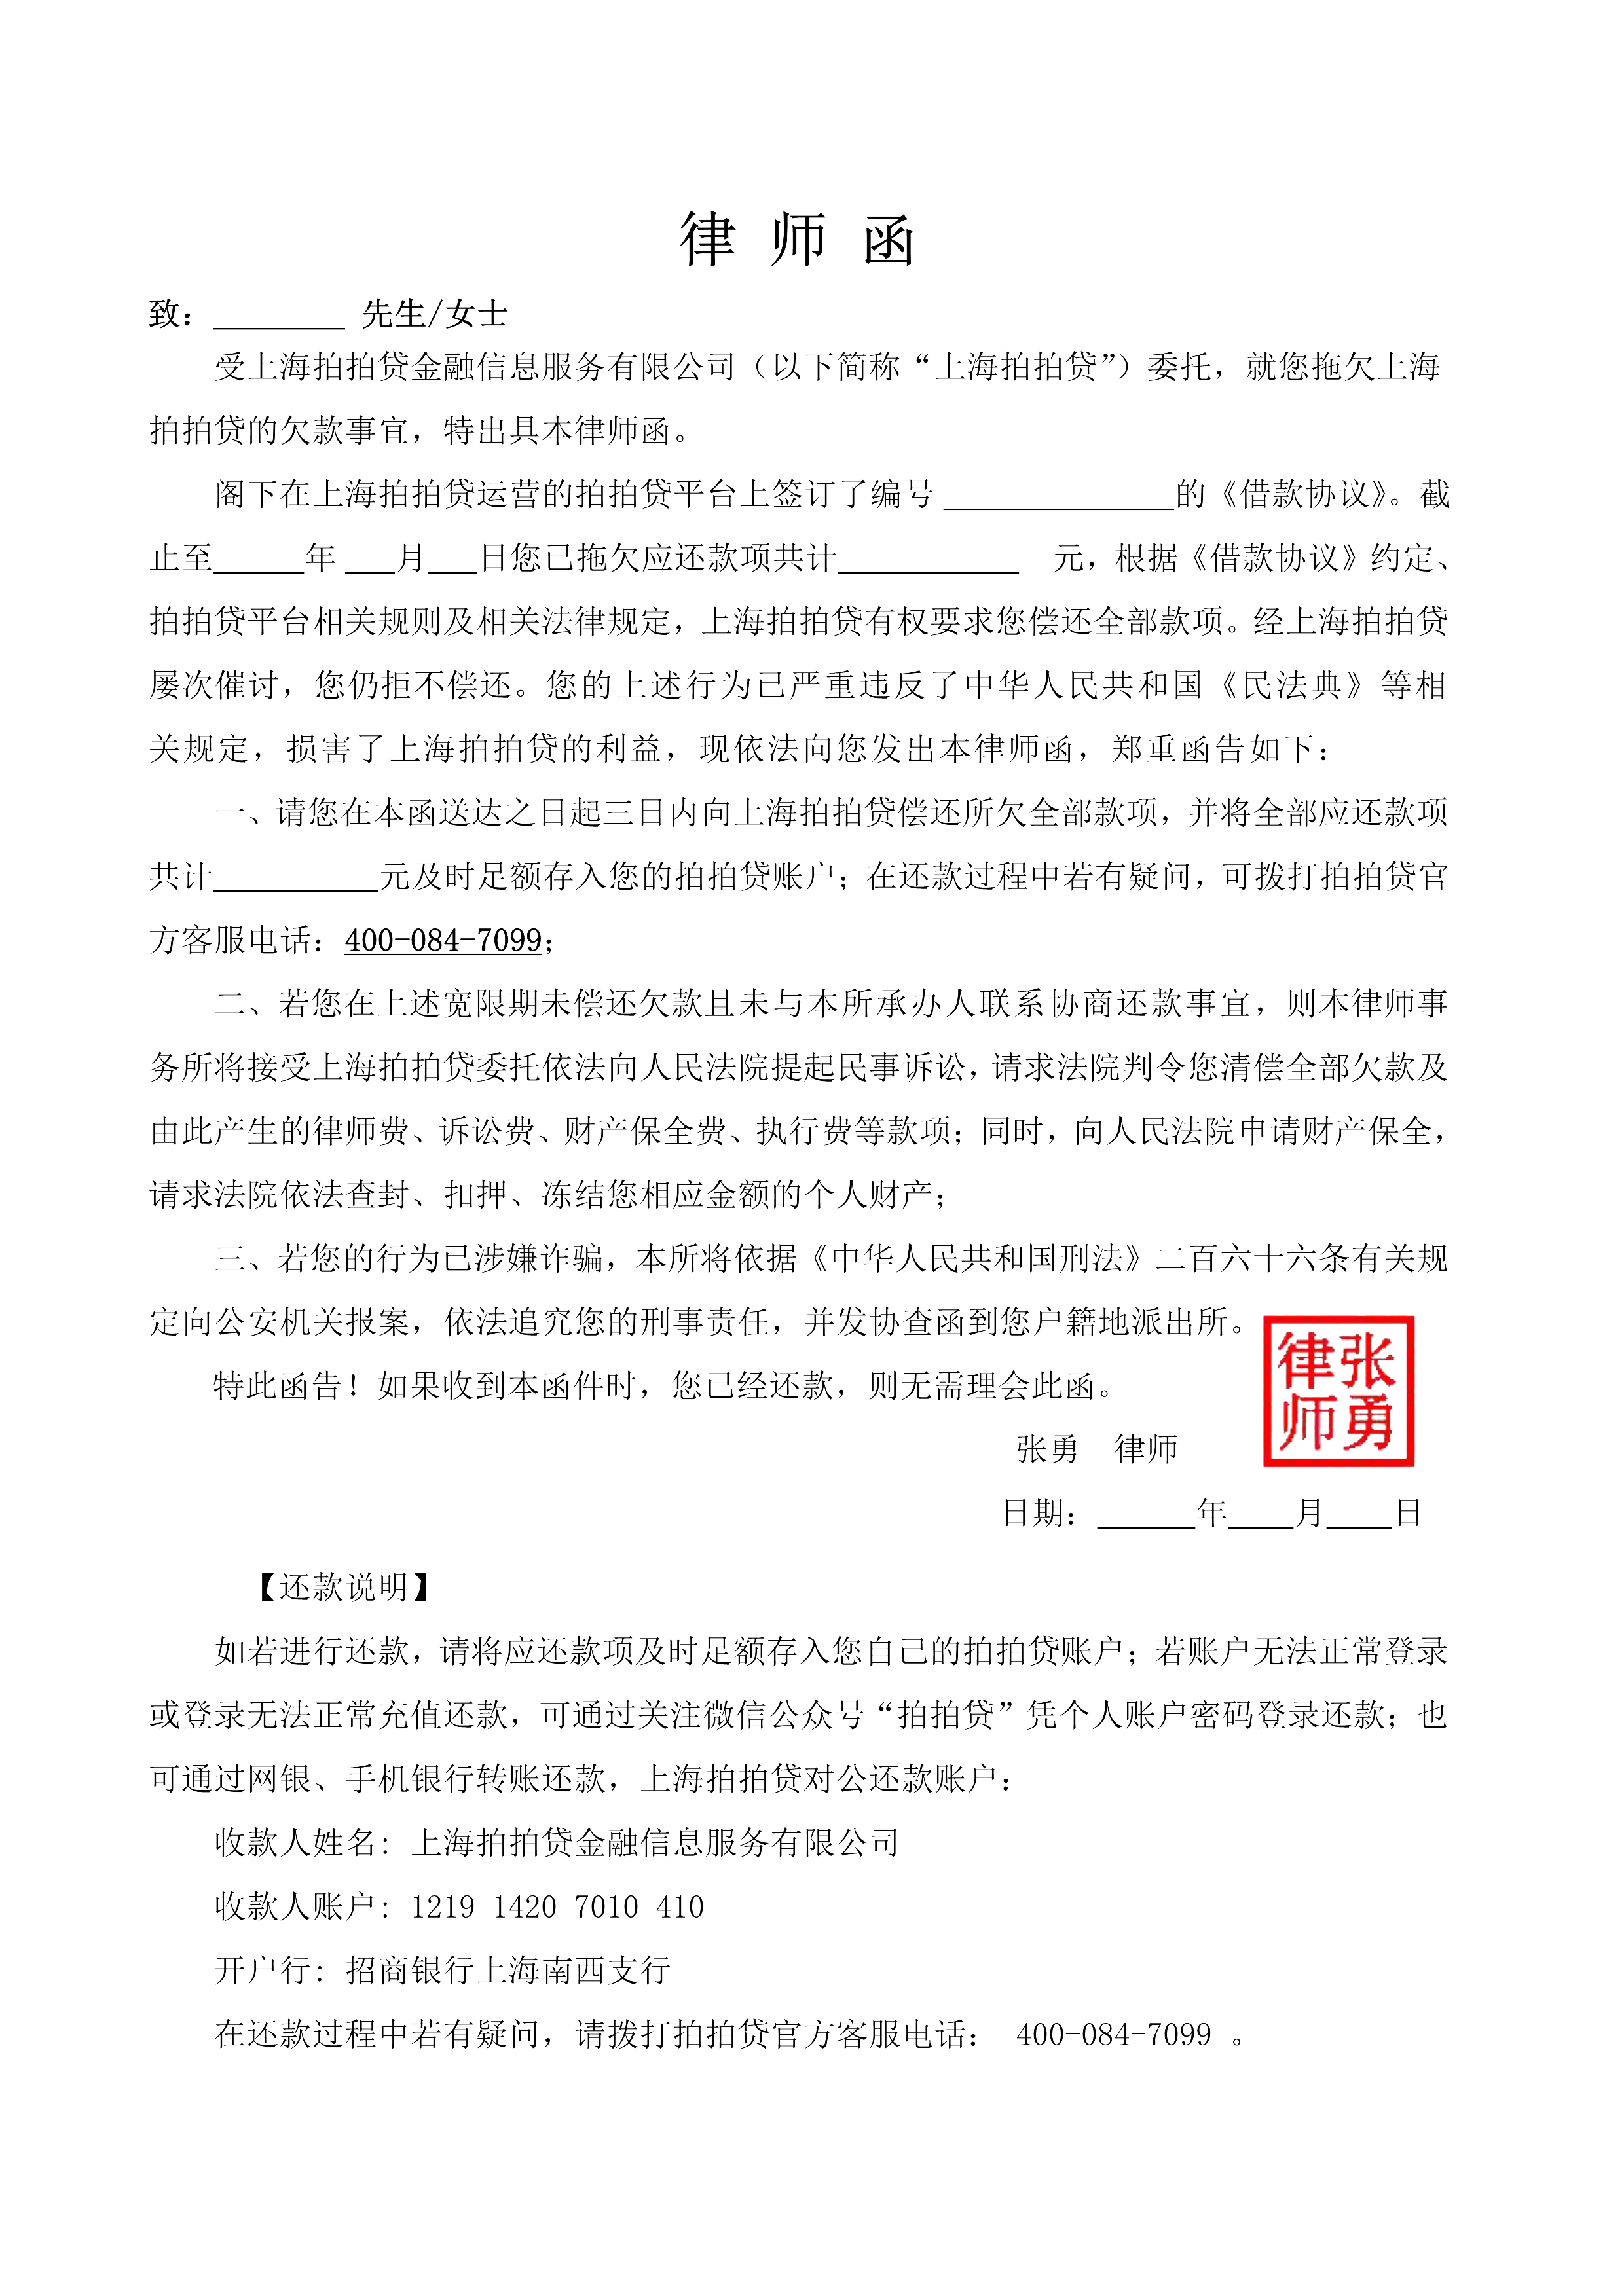 律 师 函
致：________ 先生/女士
受上海拍拍贷金融信息服务有限公司（以下简称“上海拍拍贷”）委托，就您拖欠上海
拍拍贷的欠款事宜，特出具本律师函。
阁下在上海拍拍贷运营的拍拍贷平台上签订了编号 ______________的《借款协议》。截
止至______年 ___月___日您已拖欠应还款项共计___________ 元，根据《借款协议》约定、
拍拍贷平台相关规则及相关法律规定，上海拍拍贷有权要求您偿还全部款项。经上海拍拍贷
屡次催讨，您仍拒不偿还。您的上述行为已严重违反了中华人民共和国《民法典》等相
关规定，损害了上海拍拍贷的利益，现依法向您发出本律师函，郑重函告如下：
一、请您在本函送达之日起三日内向上海拍拍贷偿还所欠全部款项，并将全部应还款项
共计__________元及时足额存入您的拍拍贷账户；在还款过程中若有疑问，可拨打拍拍贷官
方客服电话：400-084-7099；
二、若您在上述宽限期未偿还欠款且未与本所承办人联系协商还款事宜，则本律师事
务所将接受上海拍拍贷委托依法向人民法院提起民事诉讼，请求法院判令您清偿全部欠款及
由此产生的律师费、诉讼费、财产保全费、执行费等款项；同时，向人民法院申请财产保全，
请求法院依法查封、扣押、冻结您相应金额的个人财产；
三、若您的行为已涉嫌诈骗，本所将依据《中华人民共和国刑法》二百六十六条有关规
定向公安机关报案，依法追究您的刑事责任，并发协查函到您户籍地派出所。
特此函告！如果收到本函件时，您已经还款，则无需理会此函。
张勇
律师
张勇 律师
日期：______年____月____日
【还款说明】
如若进行还款，请将应还款项及时足额存入您自己的拍拍贷账户；若账户无法正常登录
或登录无法正常充值还款，可通过关注微信公众号“拍拍贷”凭个人账户密码登录还款；也
可通过网银、手机银行转账还款，上海拍拍贷对公还款账户：
收款人姓名: 上海拍拍贷金融信息服务有限公司
收款人账户: 1219 1420 7010 410
开户行: 招商银行上海南西支行
在还款过程中若有疑问，请拨打拍拍贷官方客服电话： 400-084-7099 。